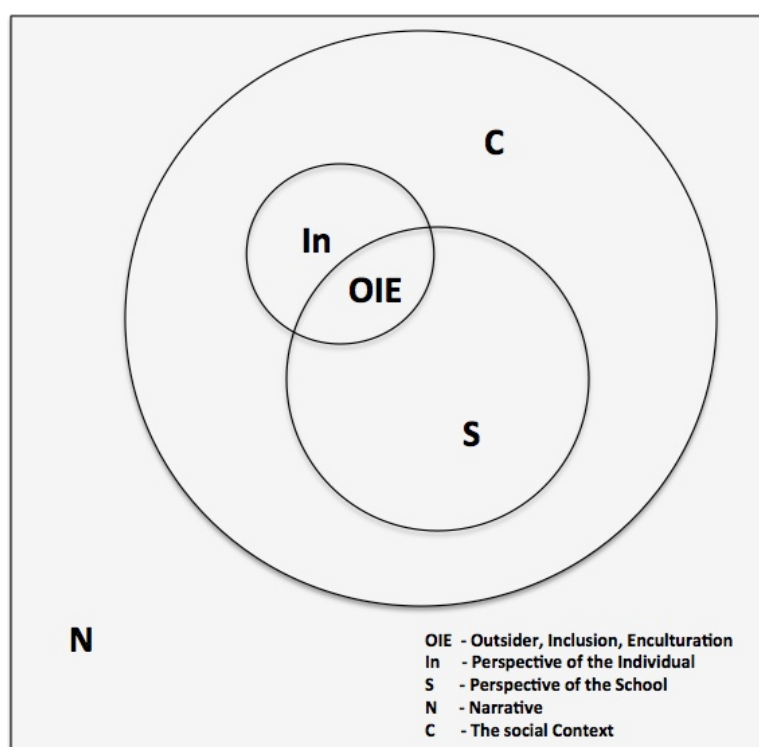 C
In
OIE
S
N
OIE - Outsider, Inclusion, Enculturation
In - Perspective of the Individual
S - Perspective of the School
N - Narrative
C - The social Context